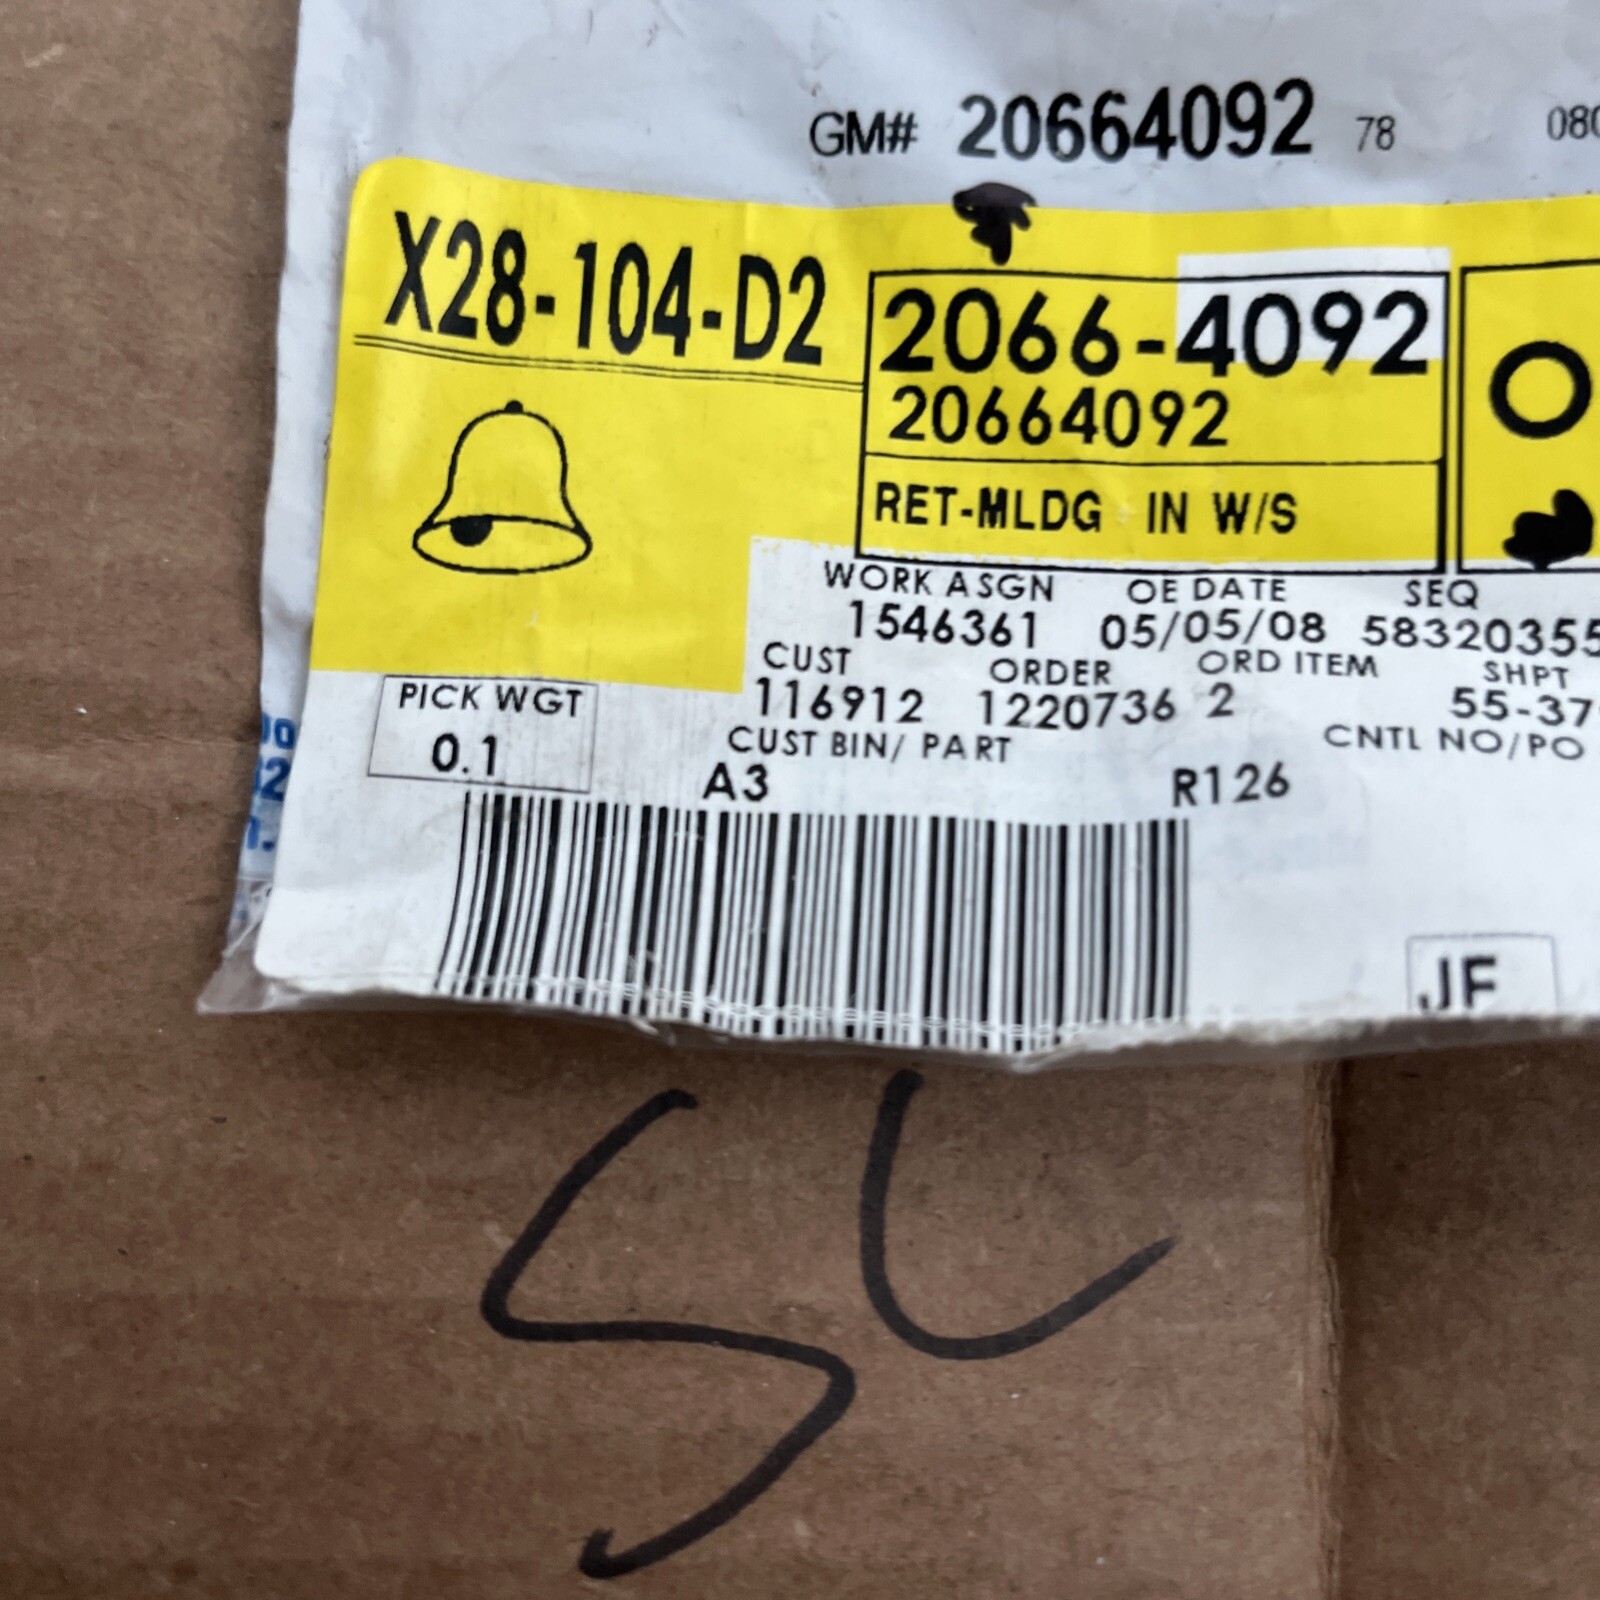 GM# 20664092 78 080
X28-104-D2
2066-4092
20664092
RET-MLDG IN W/S
WORK ASGN OE DATE SEQ
1546361 05/05/08 58320355
CUST ORDER ORD ITEM SHPT
116912 1220736 2 55-37
PICK WGT
0.1
CUST BIN/ PART CNTL NO/PO
A3 R126
JF
SL